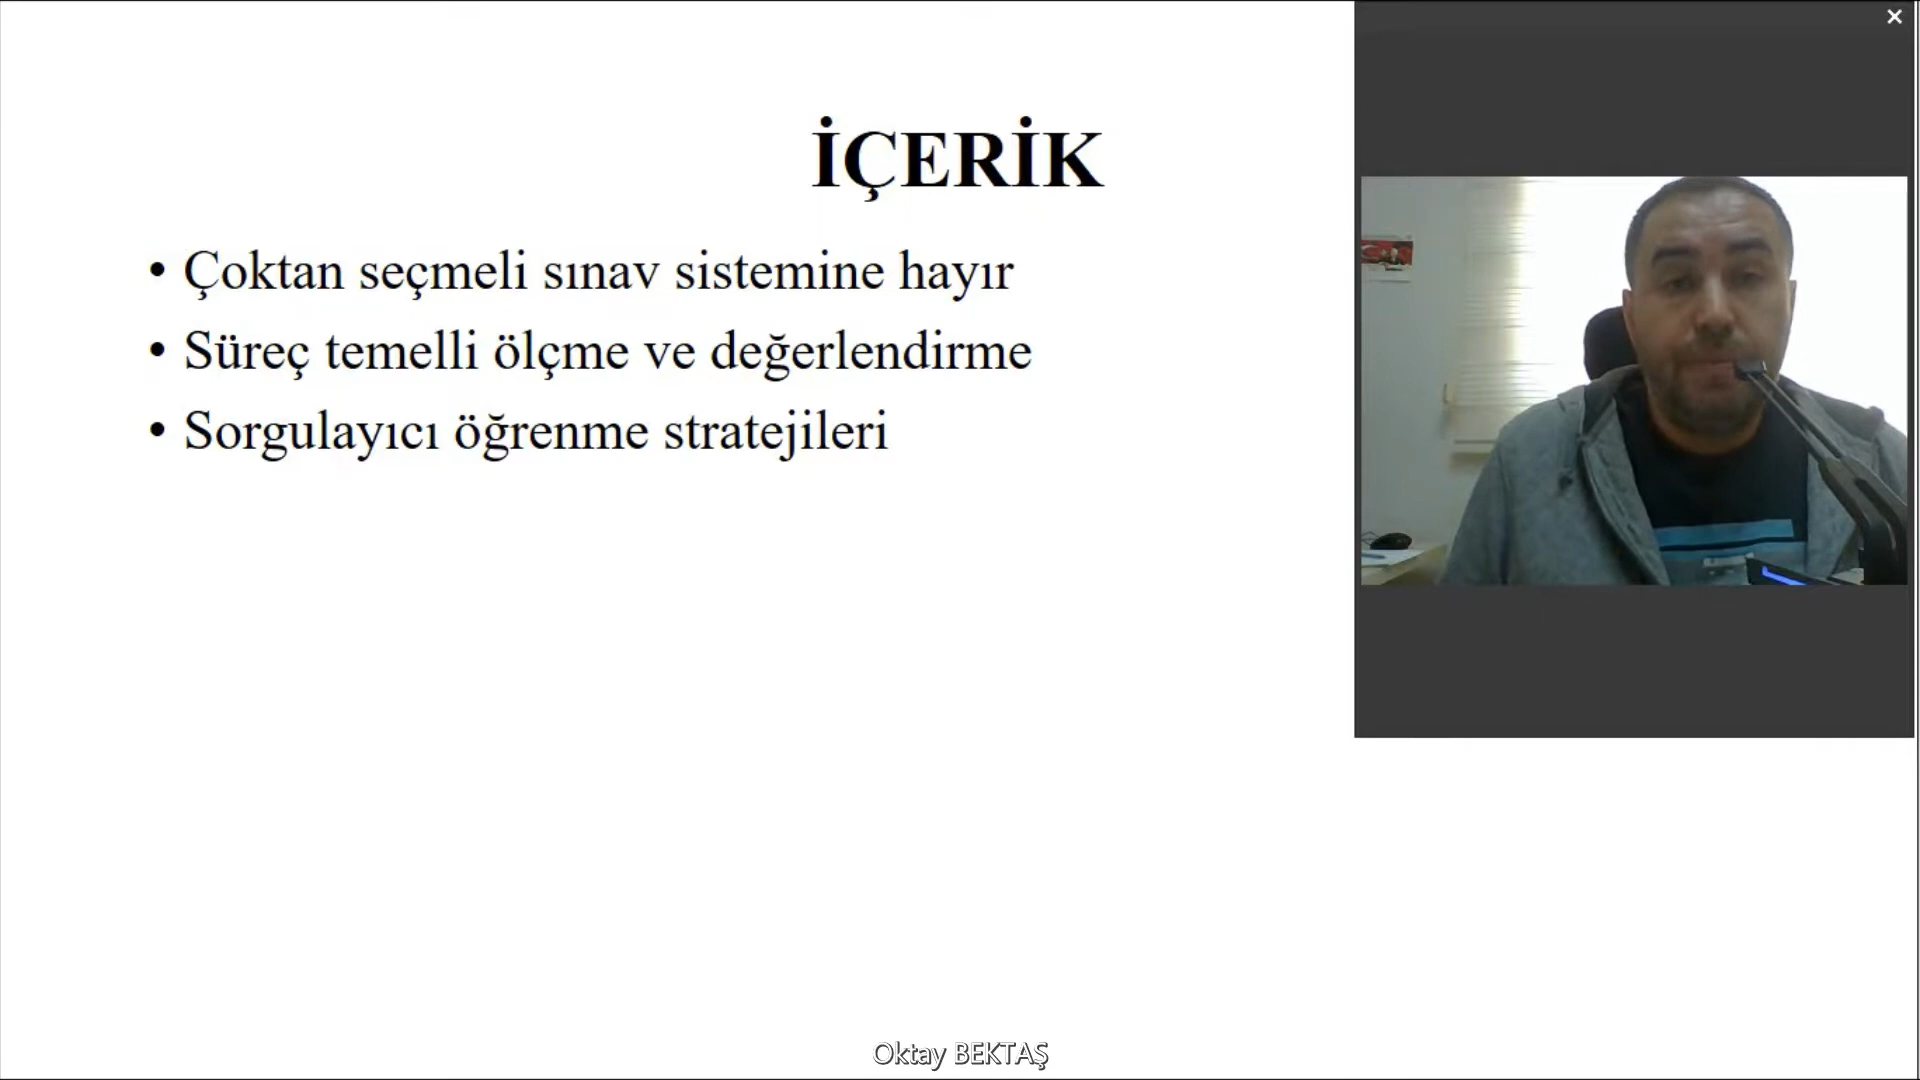 İÇERİK
• Çoktan seçmeli sınav sistemine hayır
• Süreç temelli ölçme ve değerlendirme
• Sorgulayıcı öğrenme stratejileri
Oktay BEKTAŞ